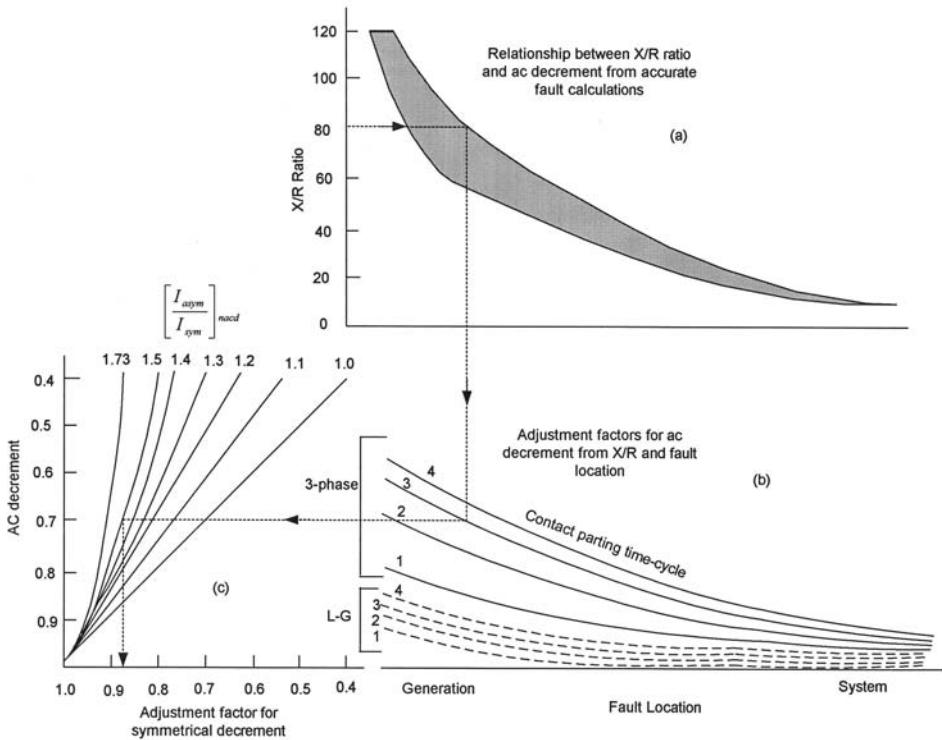 120
100
80
60
40
20
0
X/R Ratio
Relationship between X/R ratio
and ac decrement from accurate
fault calculations
(a)
[I asym / I sym] nacd
1.73 1.5 1.4 1.3 1.2 1.1 1.0
0.4
0.5
0.6
0.7
0.8
0.9
AC decrement
(c)
1.0 0.9 0.8 0.7 0.6 0.5 0.4
Adjustment factor for
symmetrical decrement
Adjustment factors for ac
decrement from X/R and fault
location
(b)
3-phase
4
3
2
1
Contact parting time-cycle
L-G
4
3
2
1
Generation
System
Fault Location